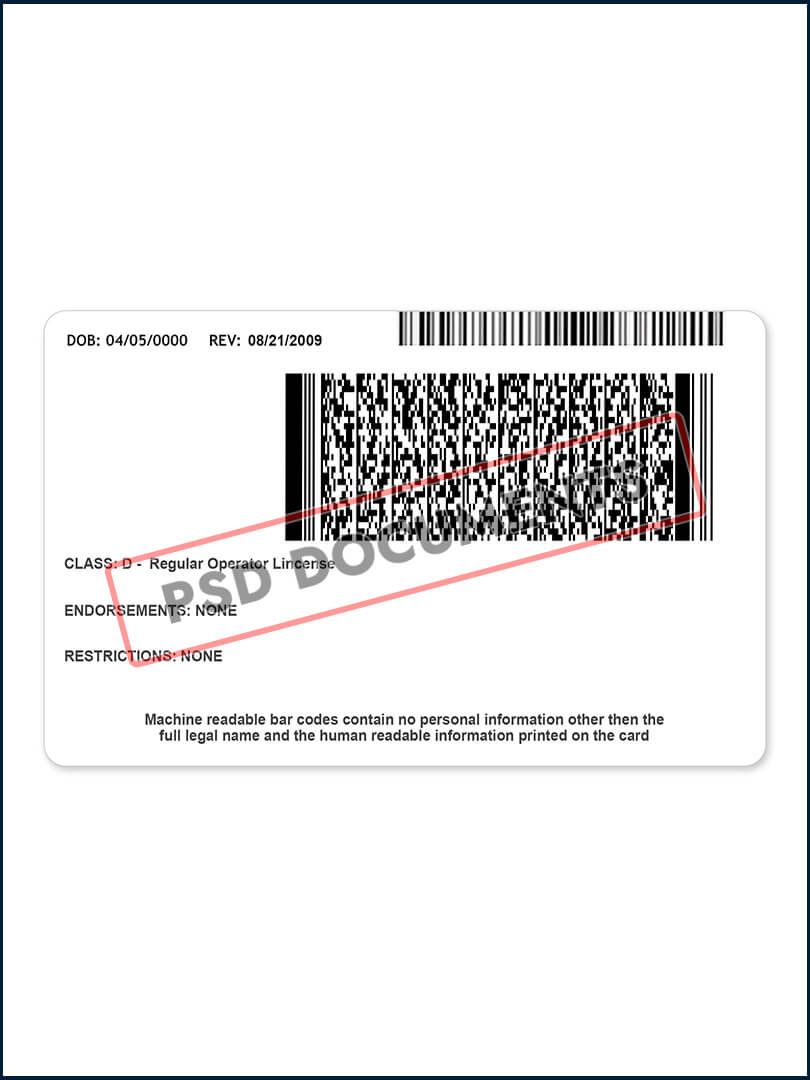 DOB: 04/05/0000 REV: 08/21/2009
CLASS: D - Regular Operator Lincense
PSD DOCUMENTS
ENDORSEMENTS: NONE
RESTRICTIONS: NONE
Machine readable bar codes contain no personal information other then the
full legal name and the human readable information printed on the card